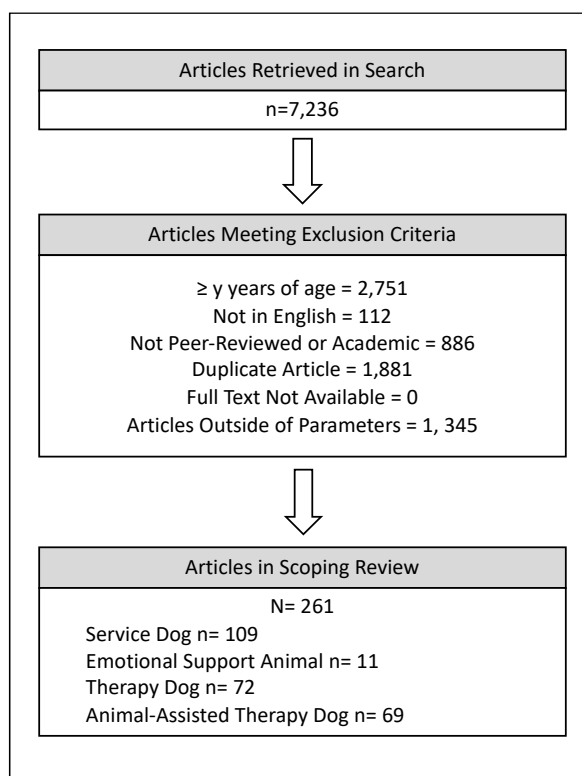 Articles Retrieved in Search
n=7,236
Articles Meeting Exclusion Criteria
≥ y years of age = 2,751
Not in English = 112
Not Peer-Reviewed or Academic = 886
Duplicate Article = 1,881
Full Text Not Available = 0
Articles Outside of Parameters = 1, 345
Articles in Scoping Review
N= 261
Service Dog n= 109
Emotional Support Animal n= 11
Therapy Dog n= 72
Animal-Assisted Therapy Dog n= 69